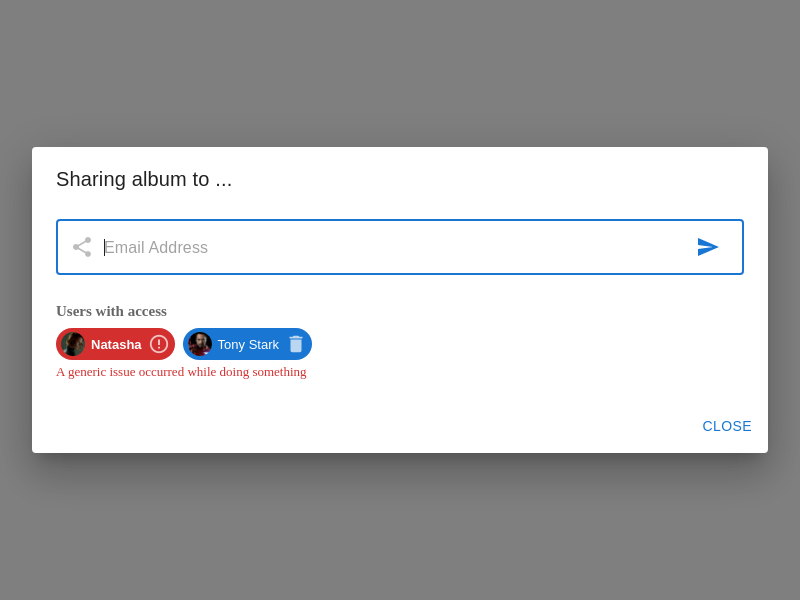 Sharing album to ...
Email Address
Users with access
Natasha
Tony Stark
A generic issue occurred while doing something
CLOSE